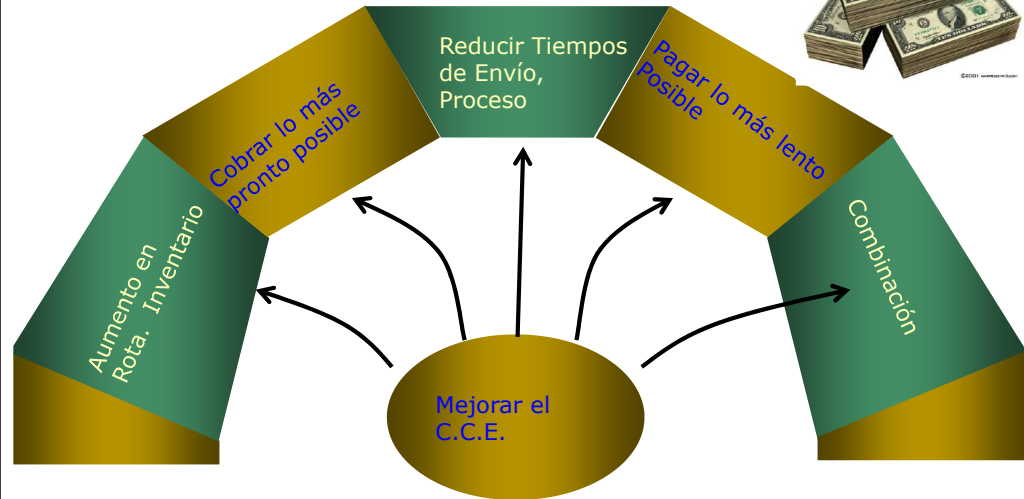 Aumento en
Rota. Inventario
Cobrar lo más
pronto posible
Reducir Tiempos
de Envío,
Proceso
Pagar lo más lento
Posible
Combinación
Mejorar el
C.C.E.